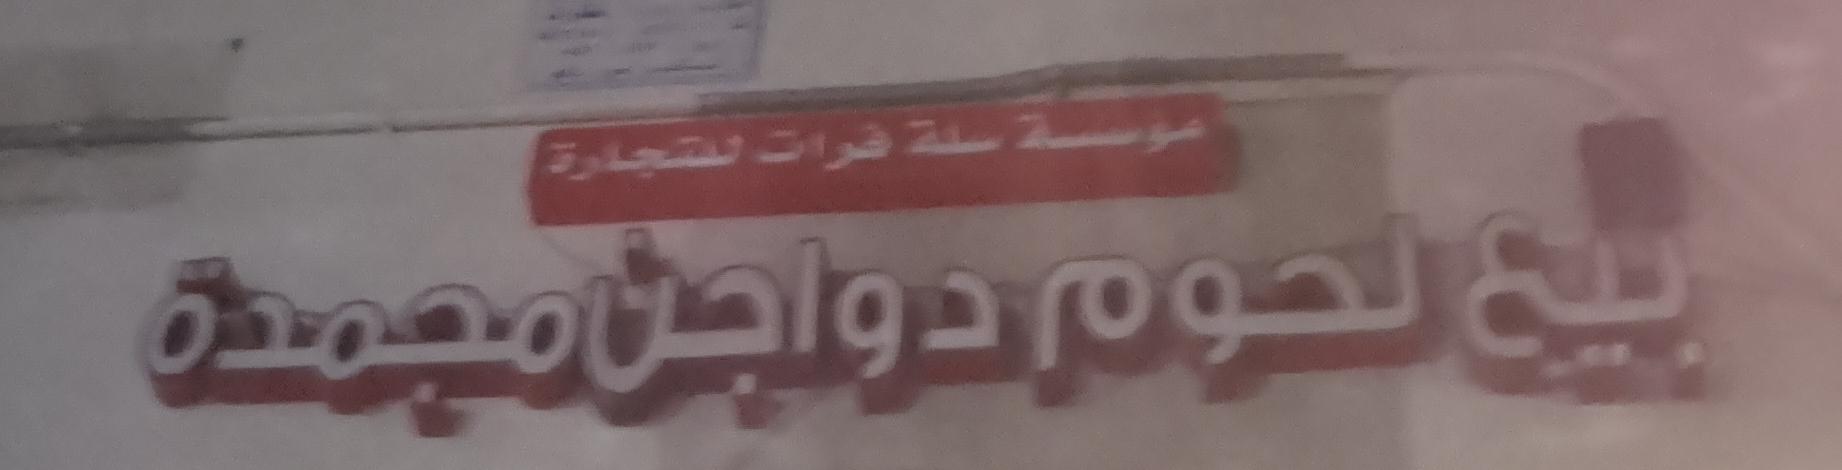 مؤسسة سلة فرات للتجارة
بيع لحوم دواجن مجمدة